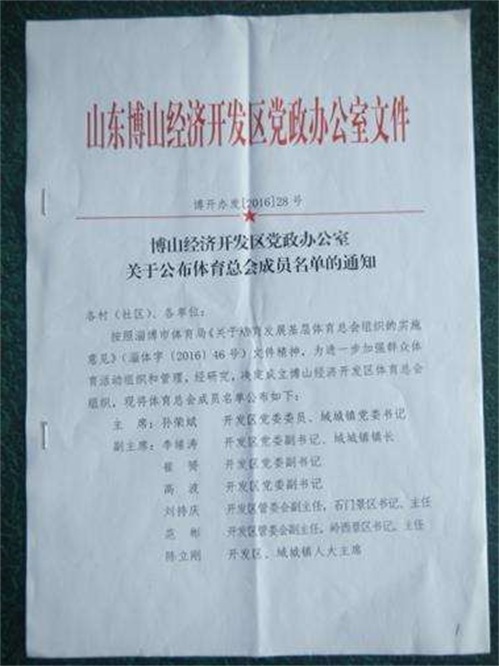 山东博山经济开发区党政办公室文件
博开办发[2016]28 号
博山经济开发区党政办公室
关于公布体育总会成员名单的通知
各村（社区）、各单位：
按照淄博市体育局《关于 育发展基层体育总会组织的实施
意见》（淄体字〔2016〕46 号）文件精神，为进一步加强群众体
育活动组织和管理，经研究，决定成立博山经济开发区体育总会
组织，现将体育总会成员名单公布如下：
主 席：孙荣斌 开发区党委委员、域城镇党委书记
副主席：李 涛 开发区党委副书记、域城镇镇长
崔 赟 开发区党委副书记
高 波 开发区党委副书记
刘持庆 开发区管委会副主任，石门景区书记、主任
范 彬 开发区管委会副主任，岭西景区书记、主任
陈立刚 开发区、域城镇人大主席